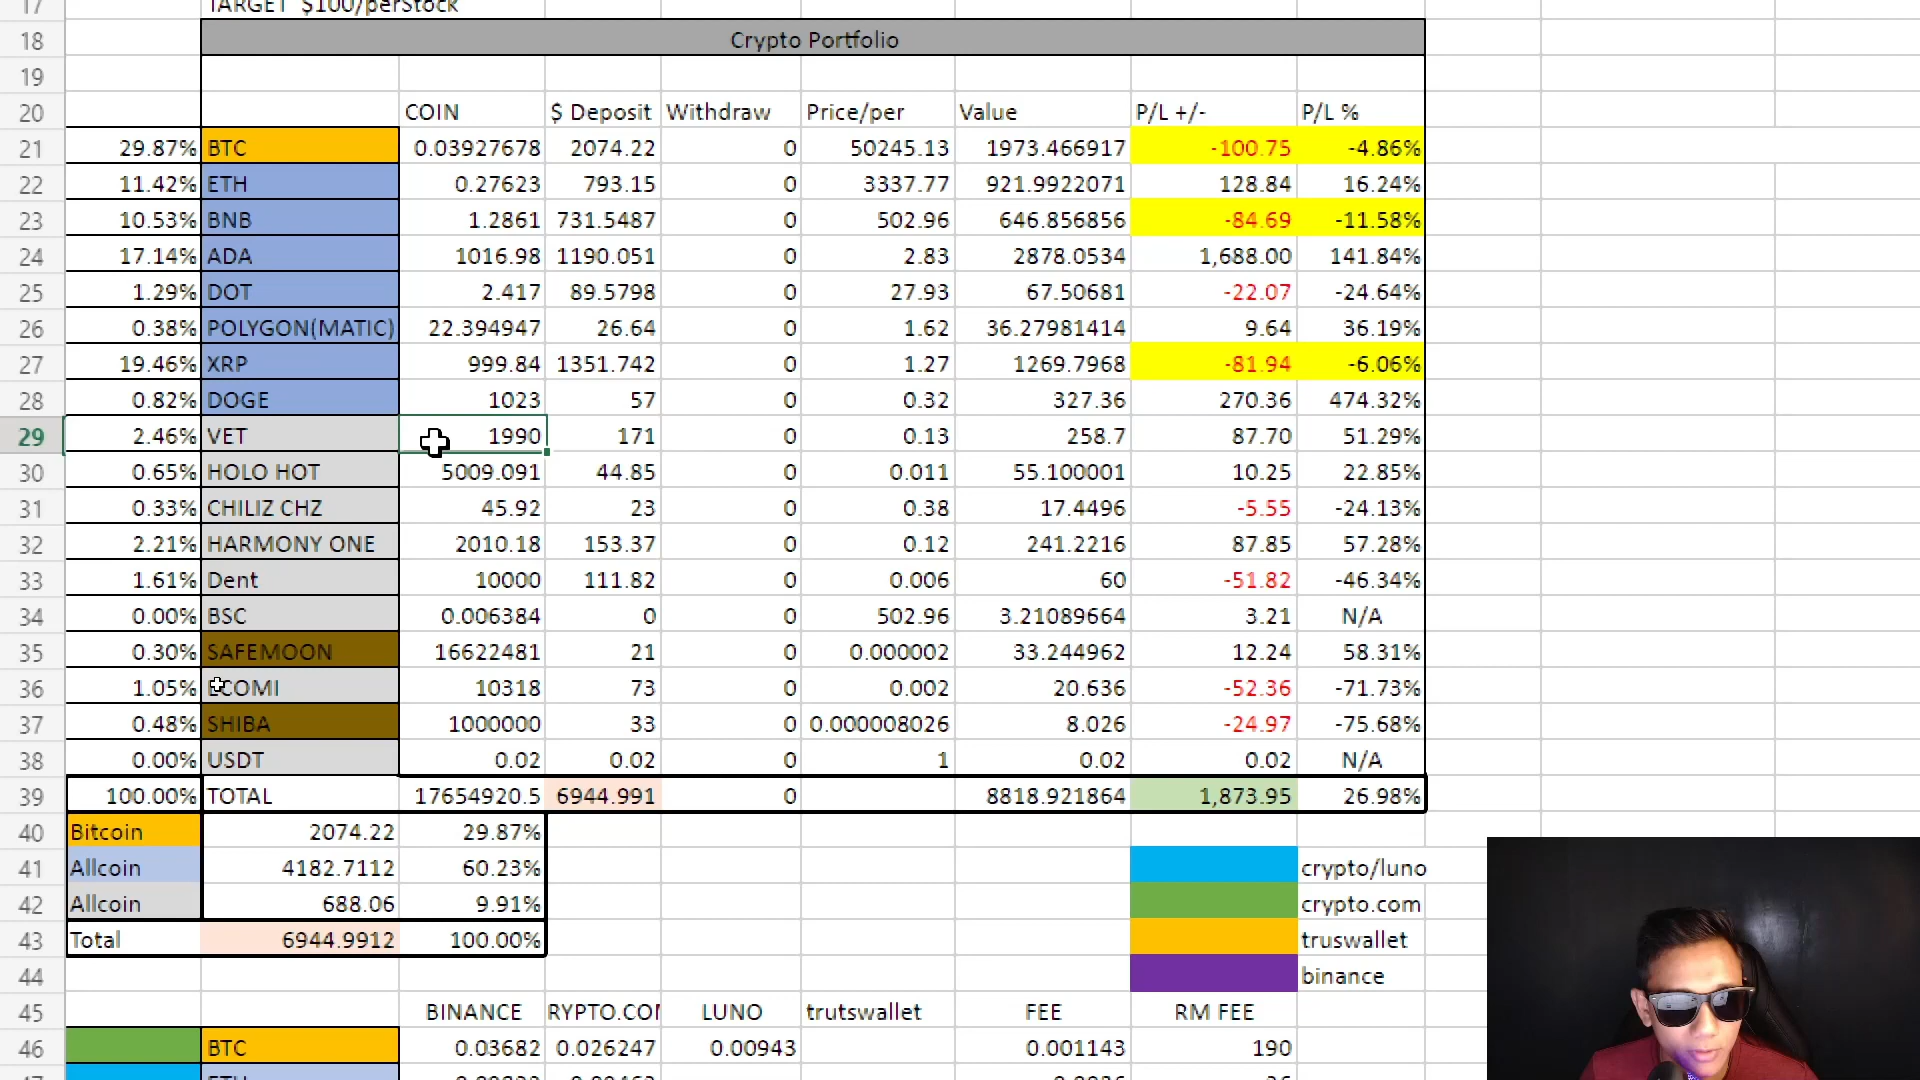 17 TARGET $100/perStock
18 Crypto Portfolio
19
20 COIN $ Deposit Withdraw Price/per Value P/L +/- P/L %
21 29.87% BTC 0.03927678 2074.22 0 50245.13 1973.466917 -100.75 -4.86%
22 11.42% ETH 0.27623 793.15 0 3337.77 921.9922071 128.84 16.24%
23 10.53% BNB 1.2861 731.5487 0 502.96 646.856856 -84.69 -11.58%
24 17.14% ADA 1016.98 1190.051 0 2.83 2878.0534 1,688.00 141.84%
25 1.29% DOT 2.417 89.5798 0 27.93 67.50681 -22.07 -24.64%
26 0.38% POLYGON(MATIC) 22.394947 26.64 0 1.62 36.27981414 9.64 36.19%
27 19.46% XRP 999.84 1351.742 0 1.27 1269.7968 -81.94 -6.06%
28 0.82% DOGE 1023 57 0 0.32 327.36 270.36 474.32%
29 2.46% VET 1990 171 0 0.13 258.7 87.70 51.29%
30 0.65% HOLO HOT 5009.091 44.85 0 0.011 55.100001 10.25 22.85%
31 0.33% CHILIZ CHZ 45.92 23 0 0.38 17.4496 -5.55 -24.13%
32 2.21% HARMONY ONE 2010.18 153.37 0 0.12 241.2216 87.85 57.28%
33 1.61% Dent 10000 111.82 0 0.006 60 -51.82 -46.34%
34 0.00% BSC 0.006384 0 0 502.96 3.21089664 3.21 N/A
35 0.30% SAFEMOON 16622481 21 0 0.000002 33.244962 12.24 58.31%
36 1.05% ECOMI 10318 73 0 0.002 20.636 -52.36 -71.73%
37 0.48% SHIBA 1000000 33 0 0.000008026 8.026 -24.97 -75.68%
38 0.00% USDT 0.02 0.02 0 1 0.02 0.02 N/A
39 100.00% TOTAL 17654920.5 6944.991 0 8818.921864 1,873.95 26.98%
40 Bitcoin 2074.22 29.87%
41 Allcoin 4182.7112 60.23% crypto/luno
42 Allcoin 688.06 9.91% crypto.com
43 Total 6944.9912 100.00% truswallet
44 binance
45 BINANCE RYPTO.COM LUNO trutswallet FEE RM FEE
46 BTC 0.03682 0.026247 0.00943 0.001143 190